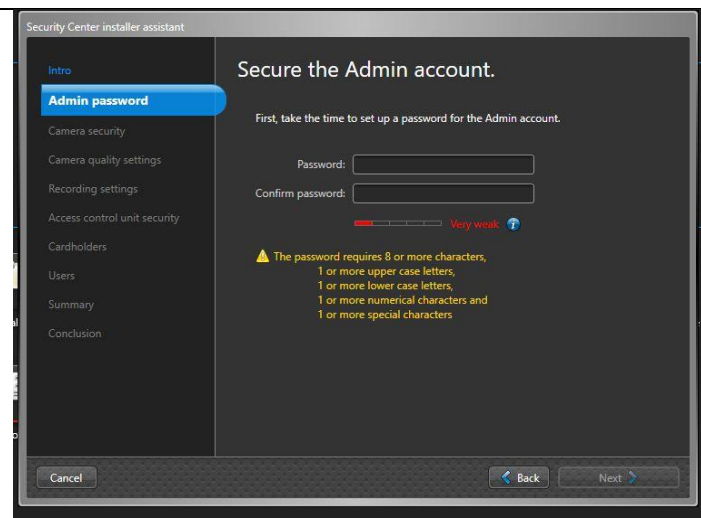 Security Center installer assistant
Intro
Admin password
Camera security
Camera quality settings
Recording settings
Access control unit security
Cardholders
Users
Summary
Conclusion
Secure the Admin account.
First, take the time to set up a password for the Admin account.
Password:
Confirm password:
Very weak
The password requires 8 or more characters,
1 or more upper case letters,
1 or more lower case letters,
1 or more numerical characters and
1 or more special characters
Cancel
Back
Next